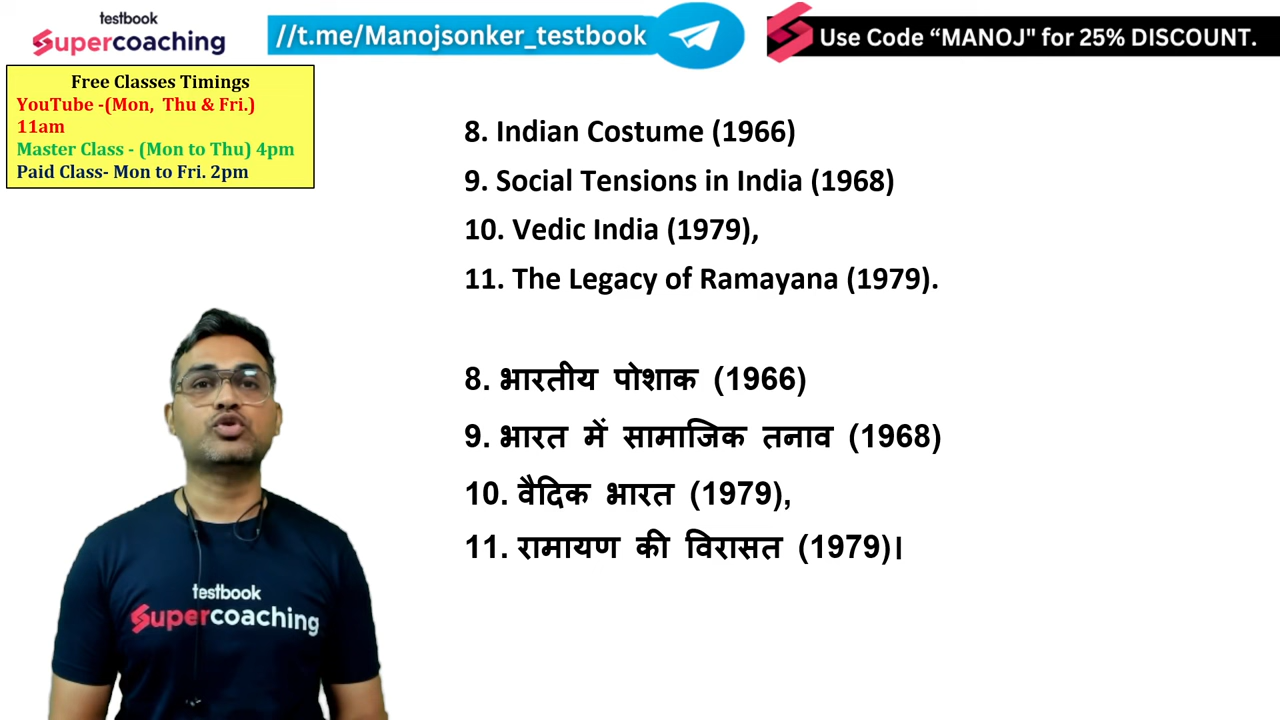 testbook
Supercoaching
//t.me/Manojsonker_testbook
Use Code “MANOJ" for 25% DISCOUNT.
Free Classes Timings
YouTube -(Mon, Thu & Fri.)
11am
Master Class - (Mon to Thu) 4pm
Paid Class- Mon to Fri. 2pm
8. Indian Costume (1966)
9. Social Tensions in India (1968)
10. Vedic India (1979),
11. The Legacy of Ramayana (1979).
8. भारतीय पोशाक (1966)
9. भारत में सामाजिक तनाव (1968)
10. वैदिक भारत (1979),
11. रामायण की विरासत (1979)।
testbook
Supercoaching